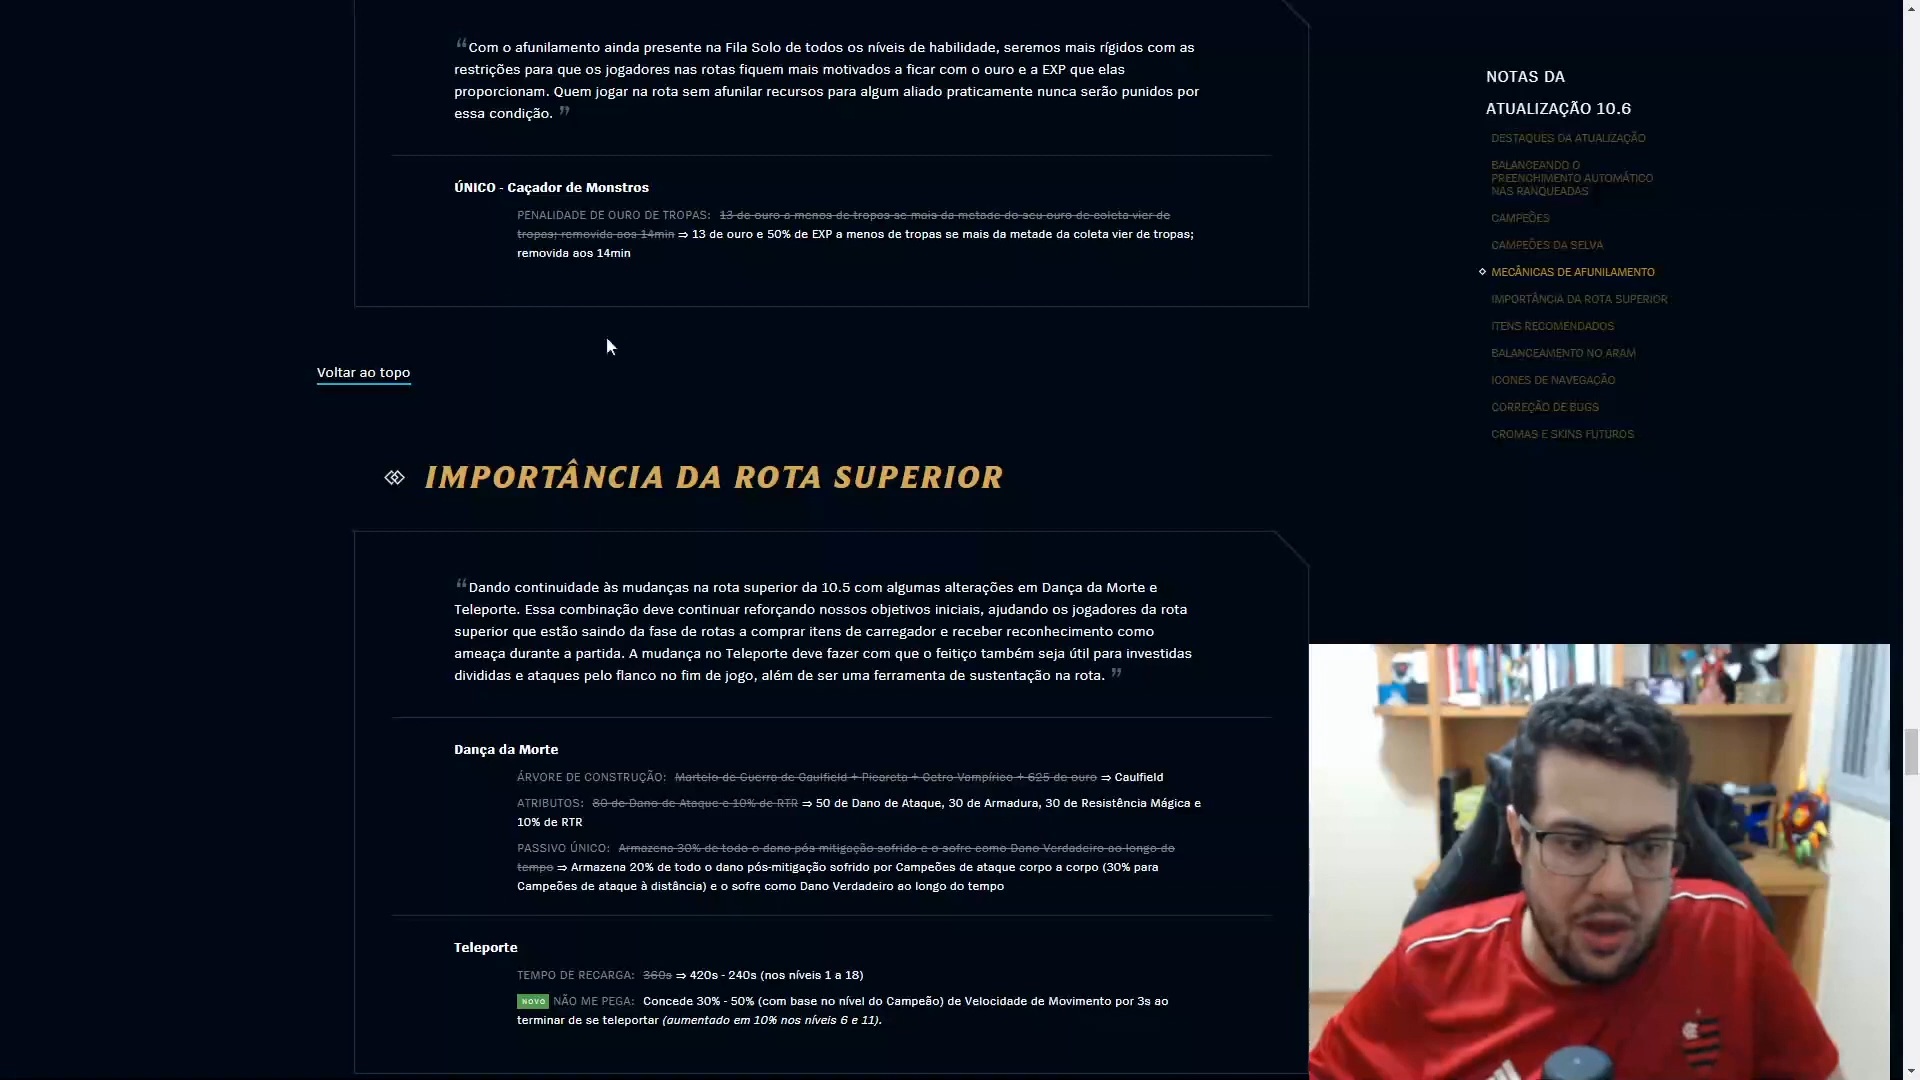 “Com o afunilamento ainda presente na Fila Solo de todos os níveis de habilidade, seremos mais rígidos com as
restrições para que os jogadores nas rotas fiquem mais motivados a ficar com o ouro e a EXP que elas
proporcionam. Quem jogar na rota sem afunilar recursos para algum aliado praticamente nunca serão punidos por
essa condição. ”
ÚNICO - Caçador de Monstros
PENALIDADE DE OURO DE TROPAS: 13 de ouro a menos de tropas se mais da metade do seu ouro de coleta vier de
tropas; removida aos 14min ⇒ 13 de ouro e 50% de EXP a menos de tropas se mais da metade da coleta vier de tropas;
removida aos 14min
Voltar ao topo
IMPORTÂNCIA DA ROTA SUPERIOR
“Dando continuidade às mudanças na rota superior da 10.5 com algumas alterações em Dança da Morte e
Teleporte. Essa combinação deve continuar reforçando nossos objetivos iniciais, ajudando os jogadores da rota
superior que estão saindo da fase de rotas a comprar itens de carregador e receber reconhecimento como
ameaça durante a partida. A mudança no Teleporte deve fazer com que o feitiço também seja útil para investidas
divididas e ataques pelo flanco no fim de jogo, além de ser uma ferramenta de sustentação na rota. ”
Dança da Morte
ÁRVORE DE CONSTRUÇÃO: Martelo de Guerra de Caulfield + Picareta + Cetro Vampírico + 625 de ouro ⇒ Caulfield
ATRIBUTOS: 80 de Dano de Ataque e 10% de RTR ⇒ 50 de Dano de Ataque, 30 de Armadura, 30 de Resistência Mágica e
10% de RTR
PASSIVO ÚNICO: Armazena 30% de todo o dano pós mitigação sofrido e o sofre como Dano Verdadeiro ao longo do
tempo ⇒ Armazena 20% de todo o dano pós-mitigação sofrido por Campeões de ataque corpo a corpo (30% para
Campeões de ataque à distância) e o sofre como Dano Verdadeiro ao longo do tempo
Teleporte
TEMPO DE RECARGA: 360s ⇒ 420s - 240s (nos níveis 1 a 18)
NOVO NÃO ME PEGA: Concede 30% - 50% (com base no nível do Campeão) de Velocidade de Movimento por 3s ao
terminar de se teleportar (aumentado em 10% nos níveis 6 e 11).
NOTAS DA
ATUALIZAÇÃO 10.6
DESTAQUES DA ATUALIZAÇÃO
BALANCEANDO O
PREENCHIMENTO AUTOMÁTICO
NAS RANQUEADAS
CAMPEÕES
CAMPEÕES DA SELVA
MECÂNICAS DE AFUNILAMENTO
IMPORTÂNCIA DA ROTA SUPERIOR
ITENS RECOMENDADOS
BALANCEAMENTO NO ARAM
ICONES DE NAVEGAÇÃO
CORREÇÃO DE BUGS
CROMAS E SKINS FUTUROS